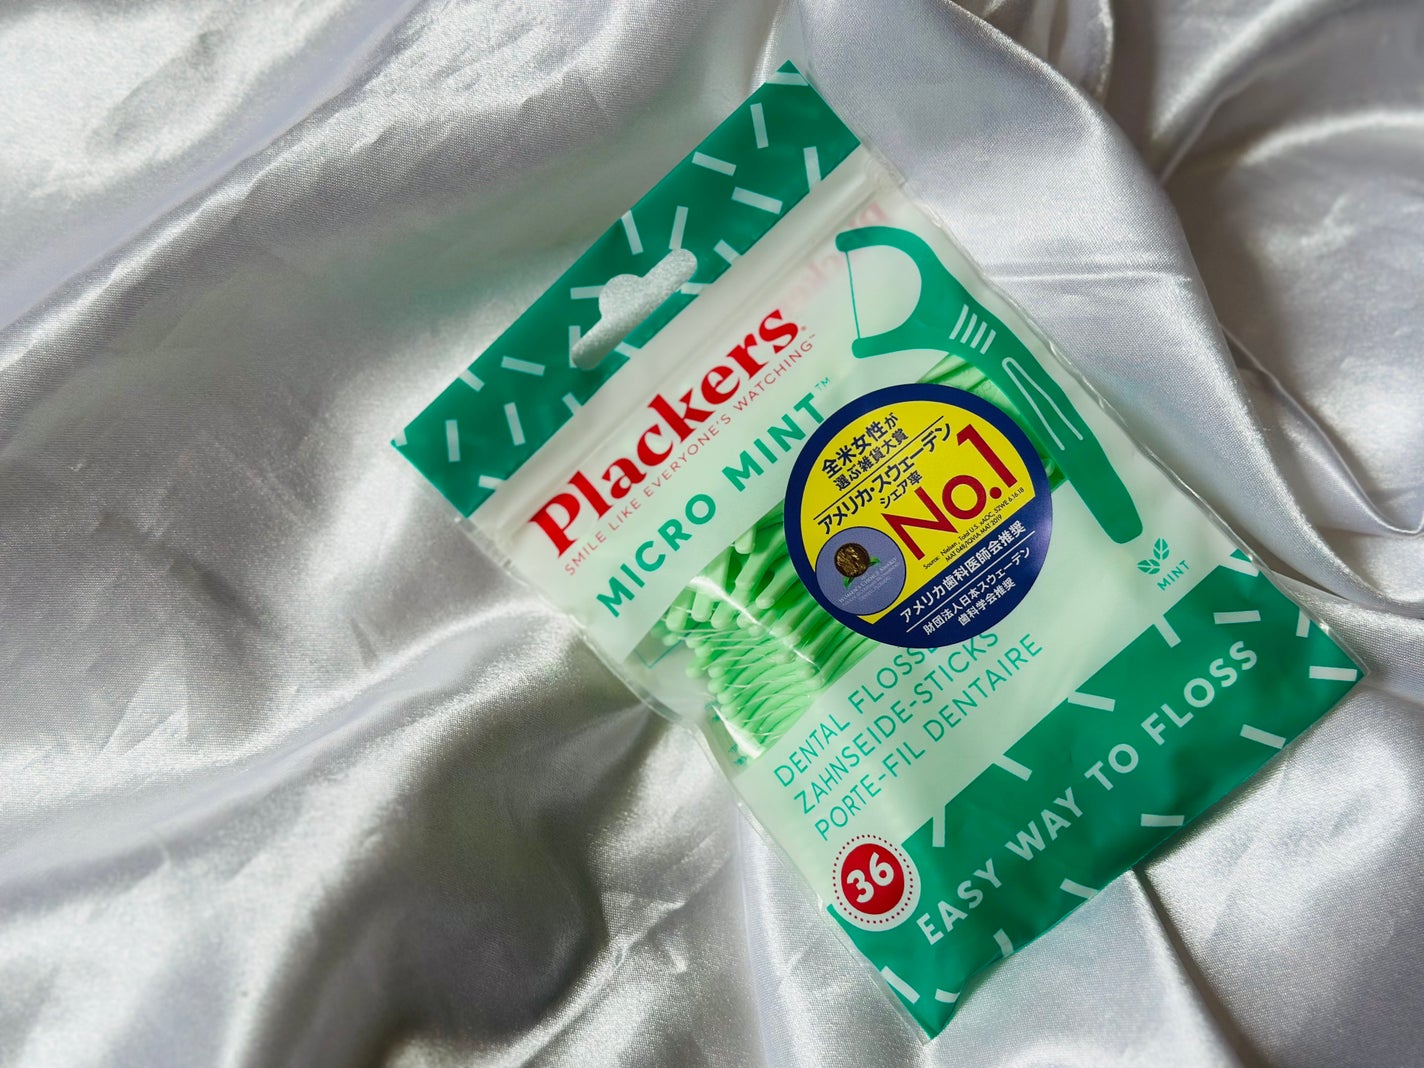 Plackers®
SMILE LIKE EVERYONE'S WATCHING™
MICRO MINT™
全米女性が
選ぶ雑貨大賞
アメリカ・スウェーデン
シェア率
No.1
アメリカ歯科医師会推奨
財団法人日本スウェーデン
歯科学会推奨
MINT
DENTAL FLOSS
ZAHNSEIDE-STICKS
PORTE-FIL DENTAIRE
36
EASY WAY TO FLOSS